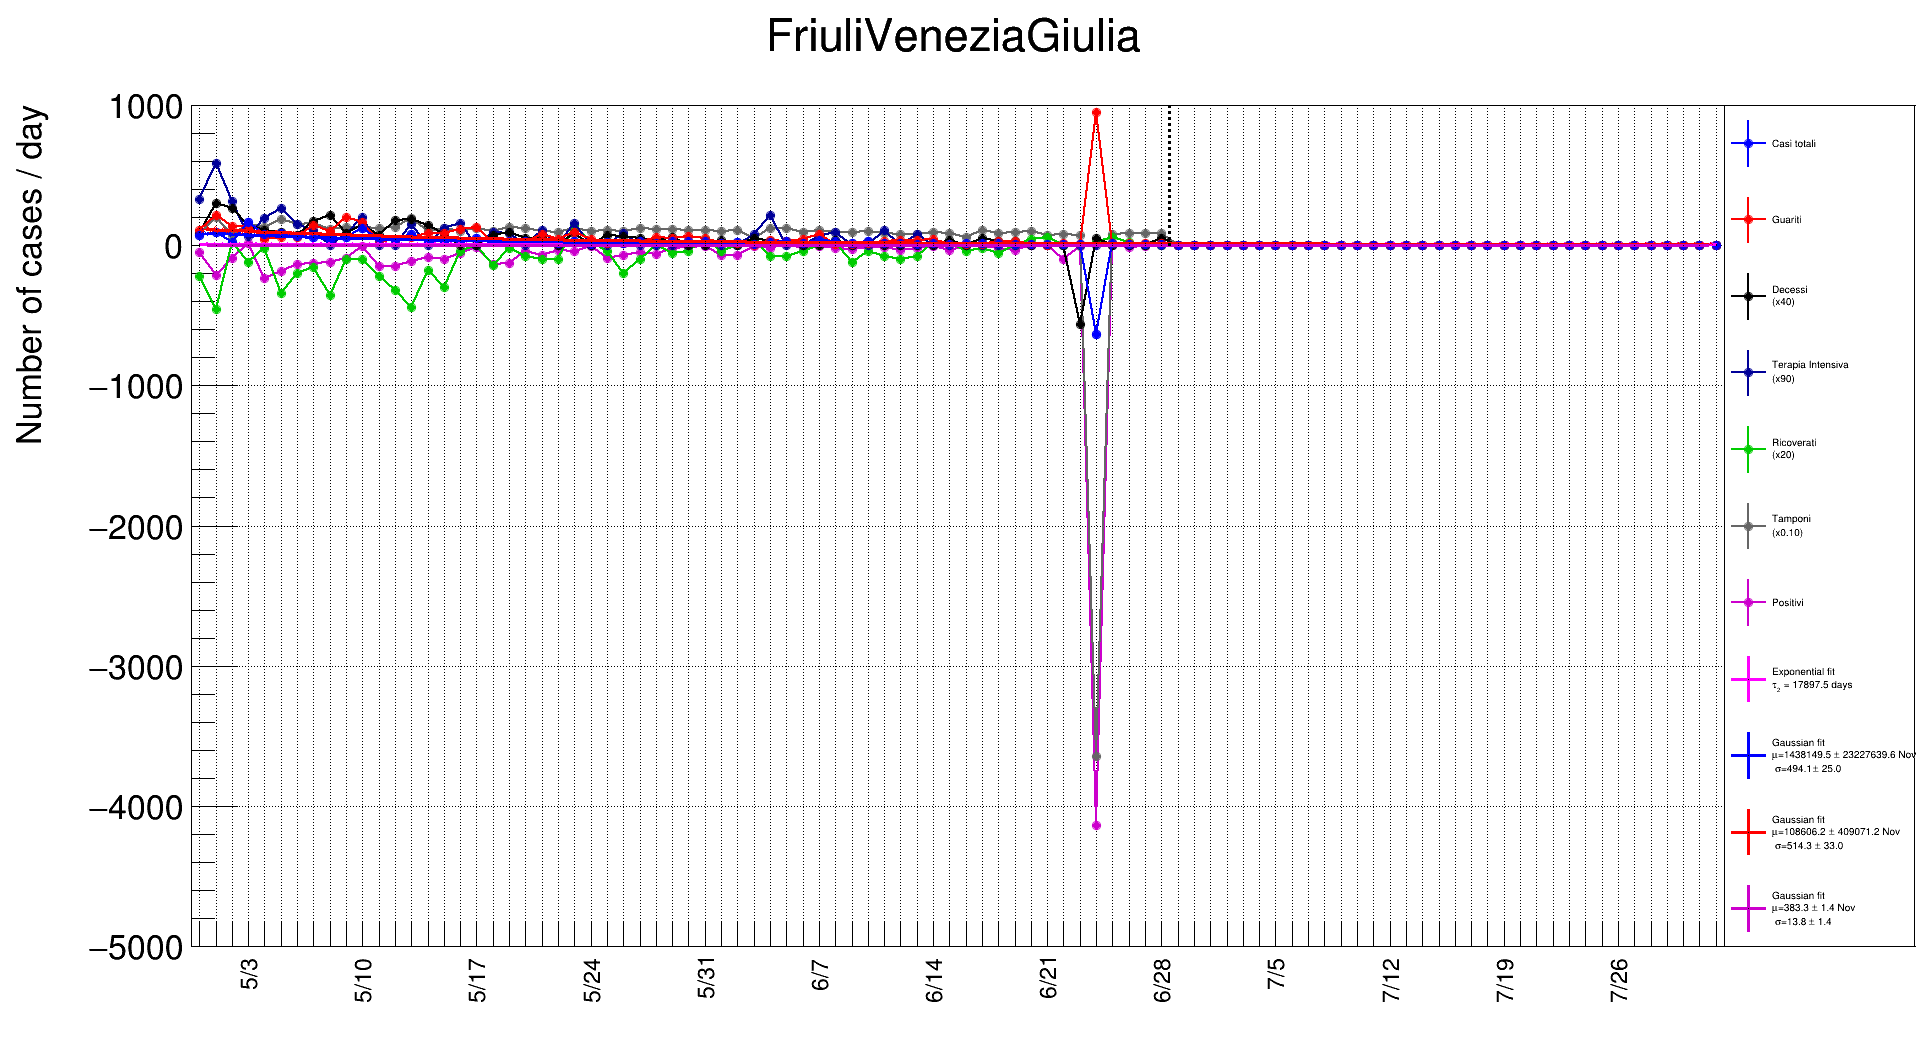 FriuliVeneziaGiulia
Number of cases / day
1000
0
−1000
−2000
−3000
−4000
−5000
5/3
5/10
5/17
5/24
5/31
6/7
6/14
6/21
6/28
7/5
7/12
7/19
7/26
Casi totali
Guariti
Decessi
(x40)
Terapia Intensiva
(x90)
Ricoverati
(x20)
Tamponi
(x0.10)
Positivi
Exponential fit
τ2 = 17897.5 days
Gaussian fit
μ=1438149.5 ± 23227639.6 Nov
σ=494.1 ± 25.0
Gaussian fit
μ=108606.2 ± 409071.2 Nov
σ=514.3 ± 33.0
Gaussian fit
μ=383.3 ± 1.4 Nov
σ=13.8 ± 1.4